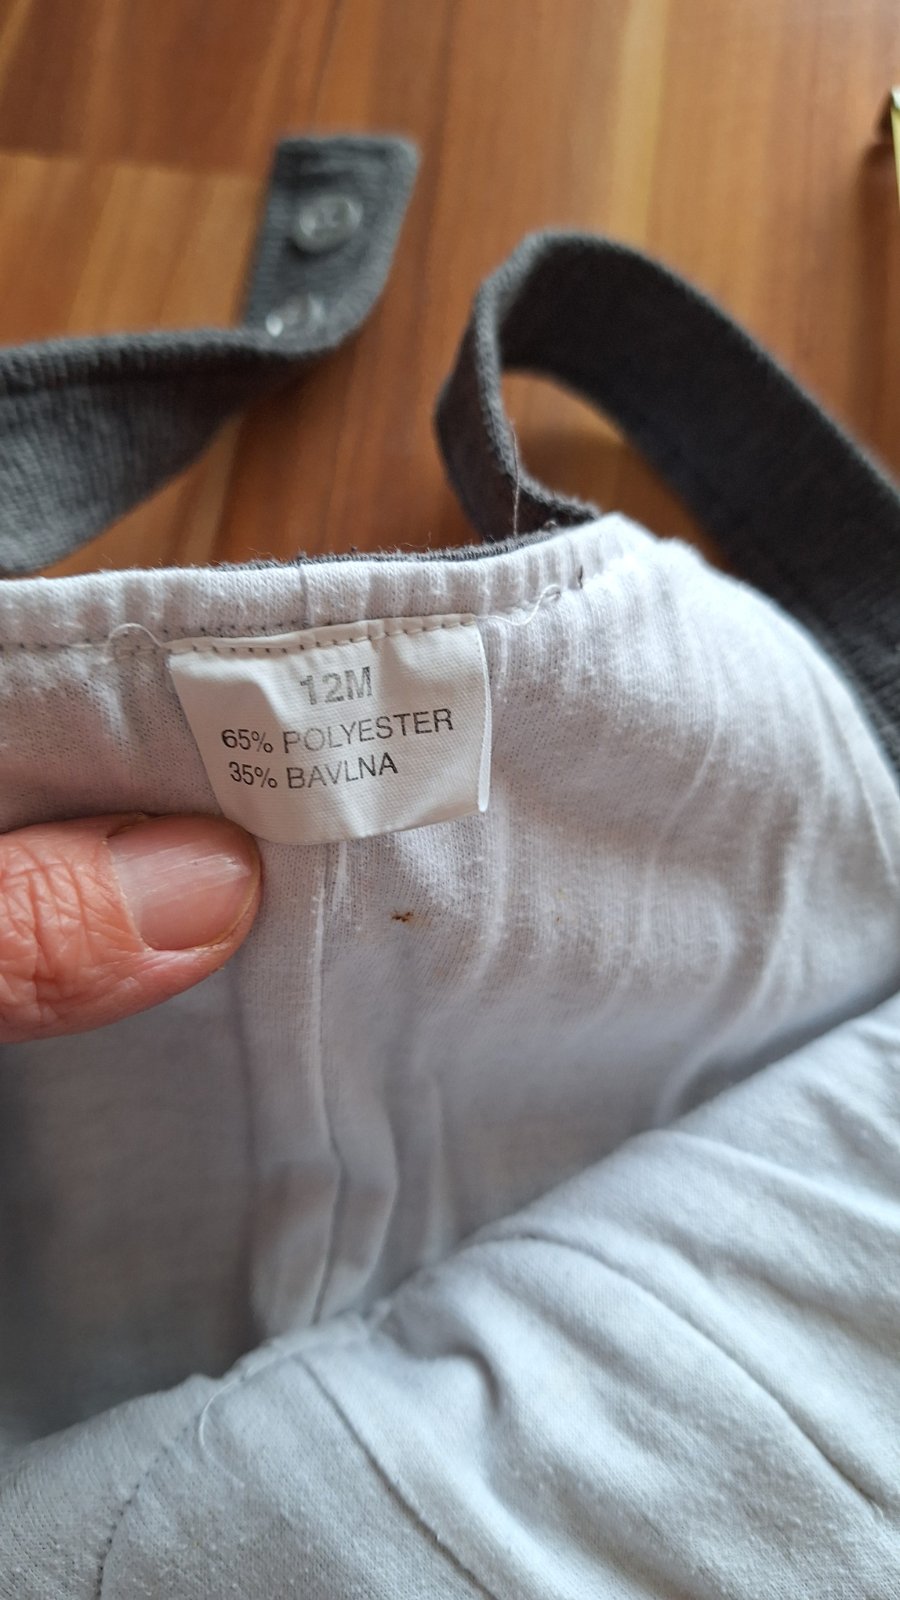 12M
65% POLYESTER
35% BAVLNA